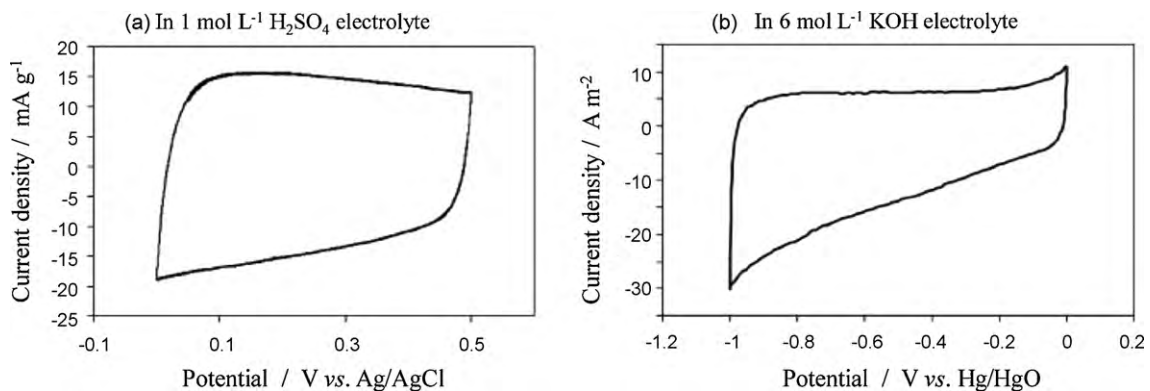 (a) In 1 mol L⁻¹ H₂SO₄ electrolyte
Current density / mA g⁻¹
20
15
10
5
0
-5
-10
-15
-20
-25
-0.1 0.1 0.3 0.5
Potential / V vs. Ag/AgCl
(b) In 6 mol L⁻¹ KOH electrolyte
Current density / A m⁻²
10
0
-10
-20
-30
-1.2 -1 -0.8 -0.6 -0.4 -0.2 -0 0.2
Potential / V vs. Hg/HgO